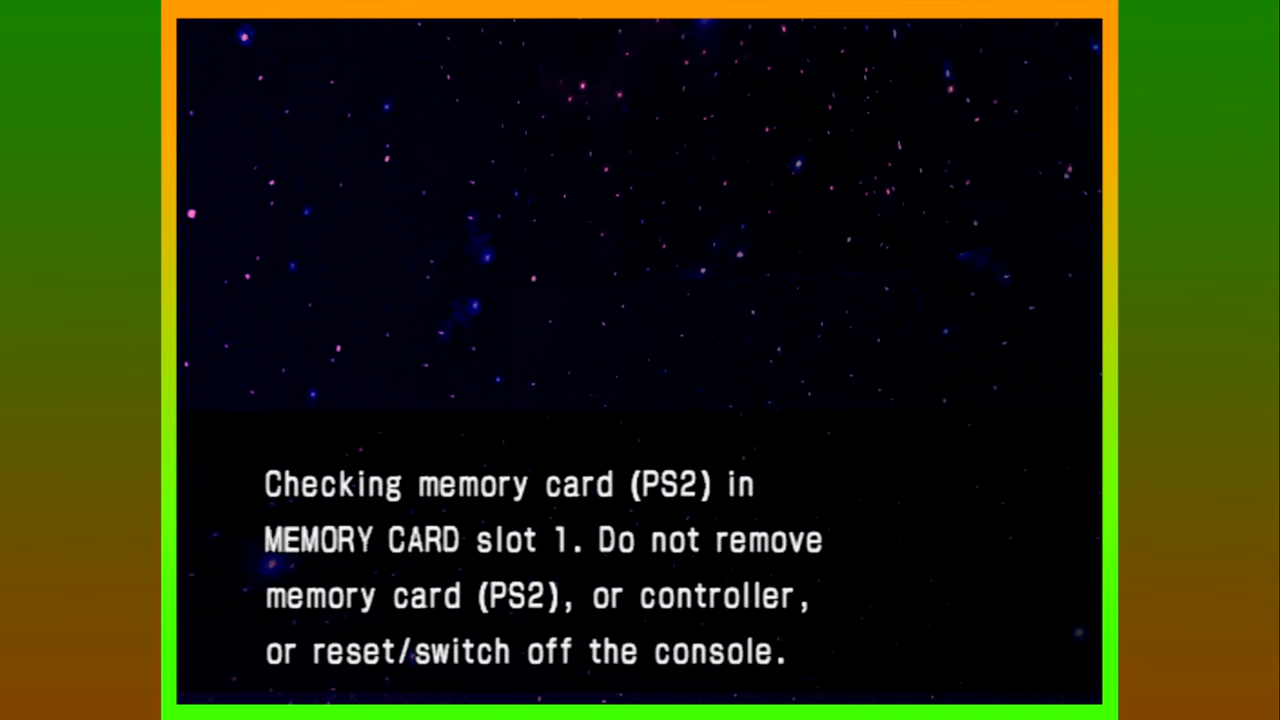 Checking memory card (PS2) in
MEMORY CARD slot 1. Do not remove
memory card (PS2), or controller,
or reset/switch off the console.